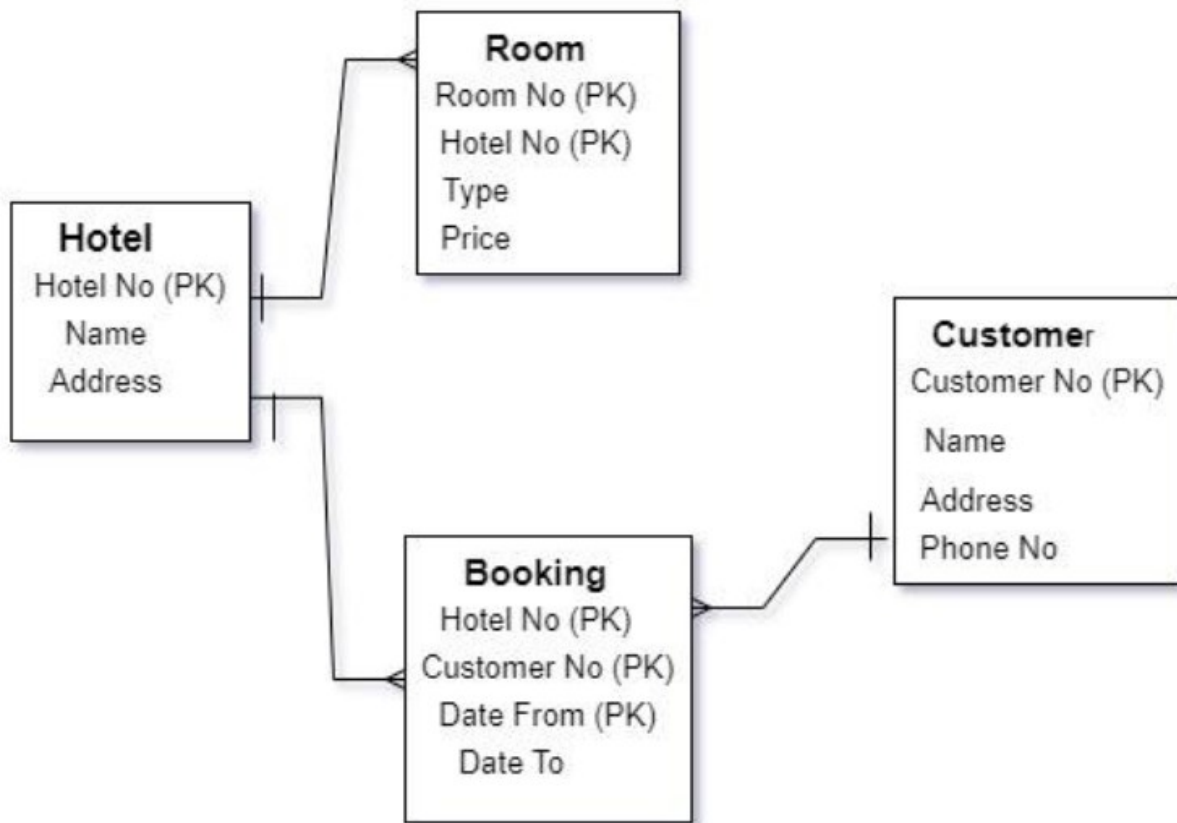 Room
Room No (PK)
Hotel No (PK)
Type
Price
Hotel
Hotel No (PK)
Name
Address
Customer
Customer No (PK)
Name
Address
Phone No
Booking
Hotel No (PK)
Customer No (PK)
Date From (PK)
Date To